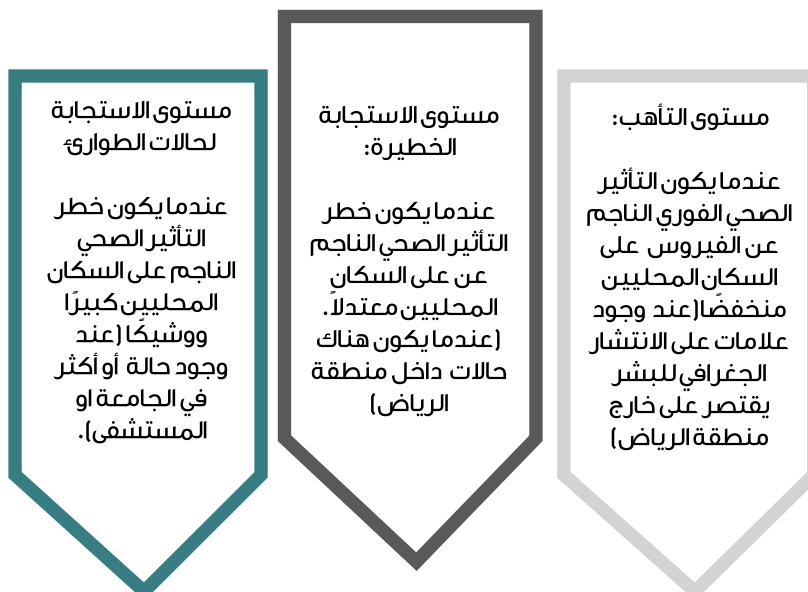 مستوى التأهب:
عندما يكون التأثير
الصحي الفوري الناجم
عن الفيروس على
السكان المحليين
منخفضًا (عند وجود
علامات على الانتشار
الجغرافي للبشر
يقتصر على خارج
منطقة الرياض)
مستوى الاستجابة
الخطيرة:
عندما يكون خطر
التأثير الصحي الناجم
عن على السكان
المحليين معتدلاً.
(عندما يكون هناك
حالات داخل منطقة
الرياض)
مستوى الاستجابة
لحالات الطوارئ
عندما يكون خطر
التأثير الصحي
الناجم على السكان
المحليين كبيرًا
ووشيكًا (عند
وجود حالة أو أكثر
في الجامعة او
المستشفى).